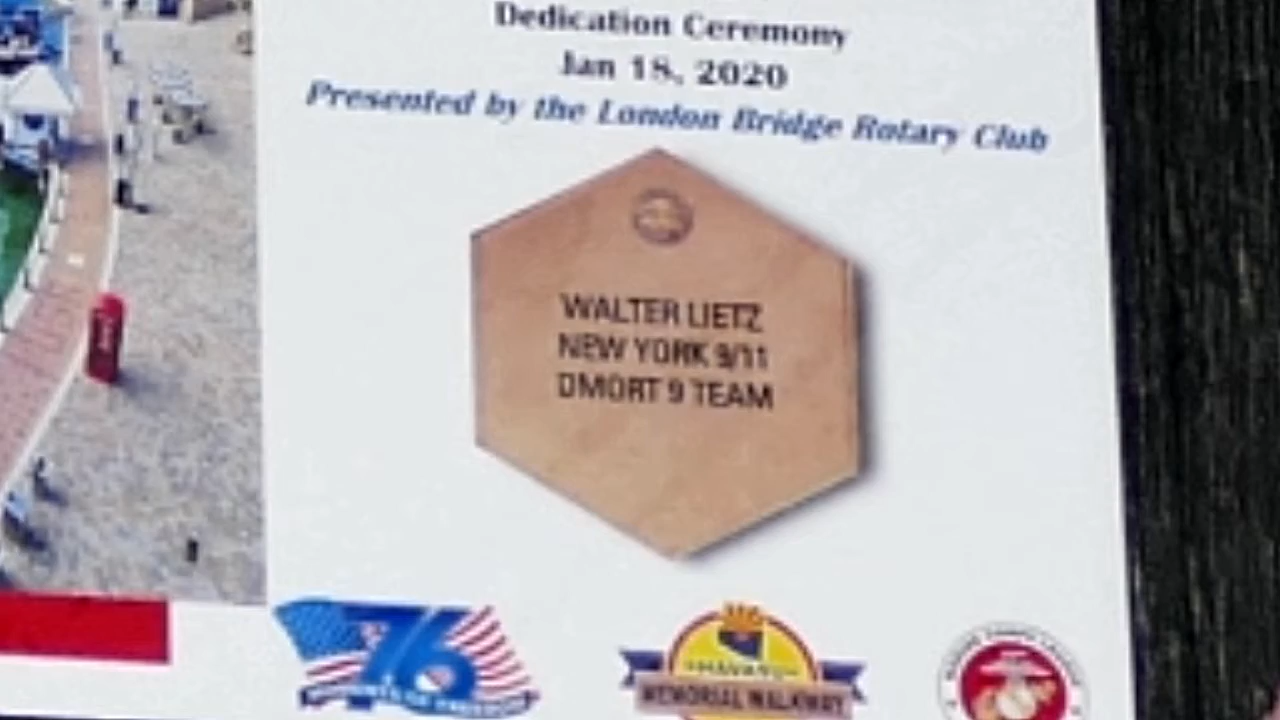 Dedication Ceremony
Jan 18, 2020
Presented by the London Bridge Rotary Club
WALTER LIETZ
NEW YORK 9/11
DMORT 9 TEAM
76
MEMORIAL WALKWAY